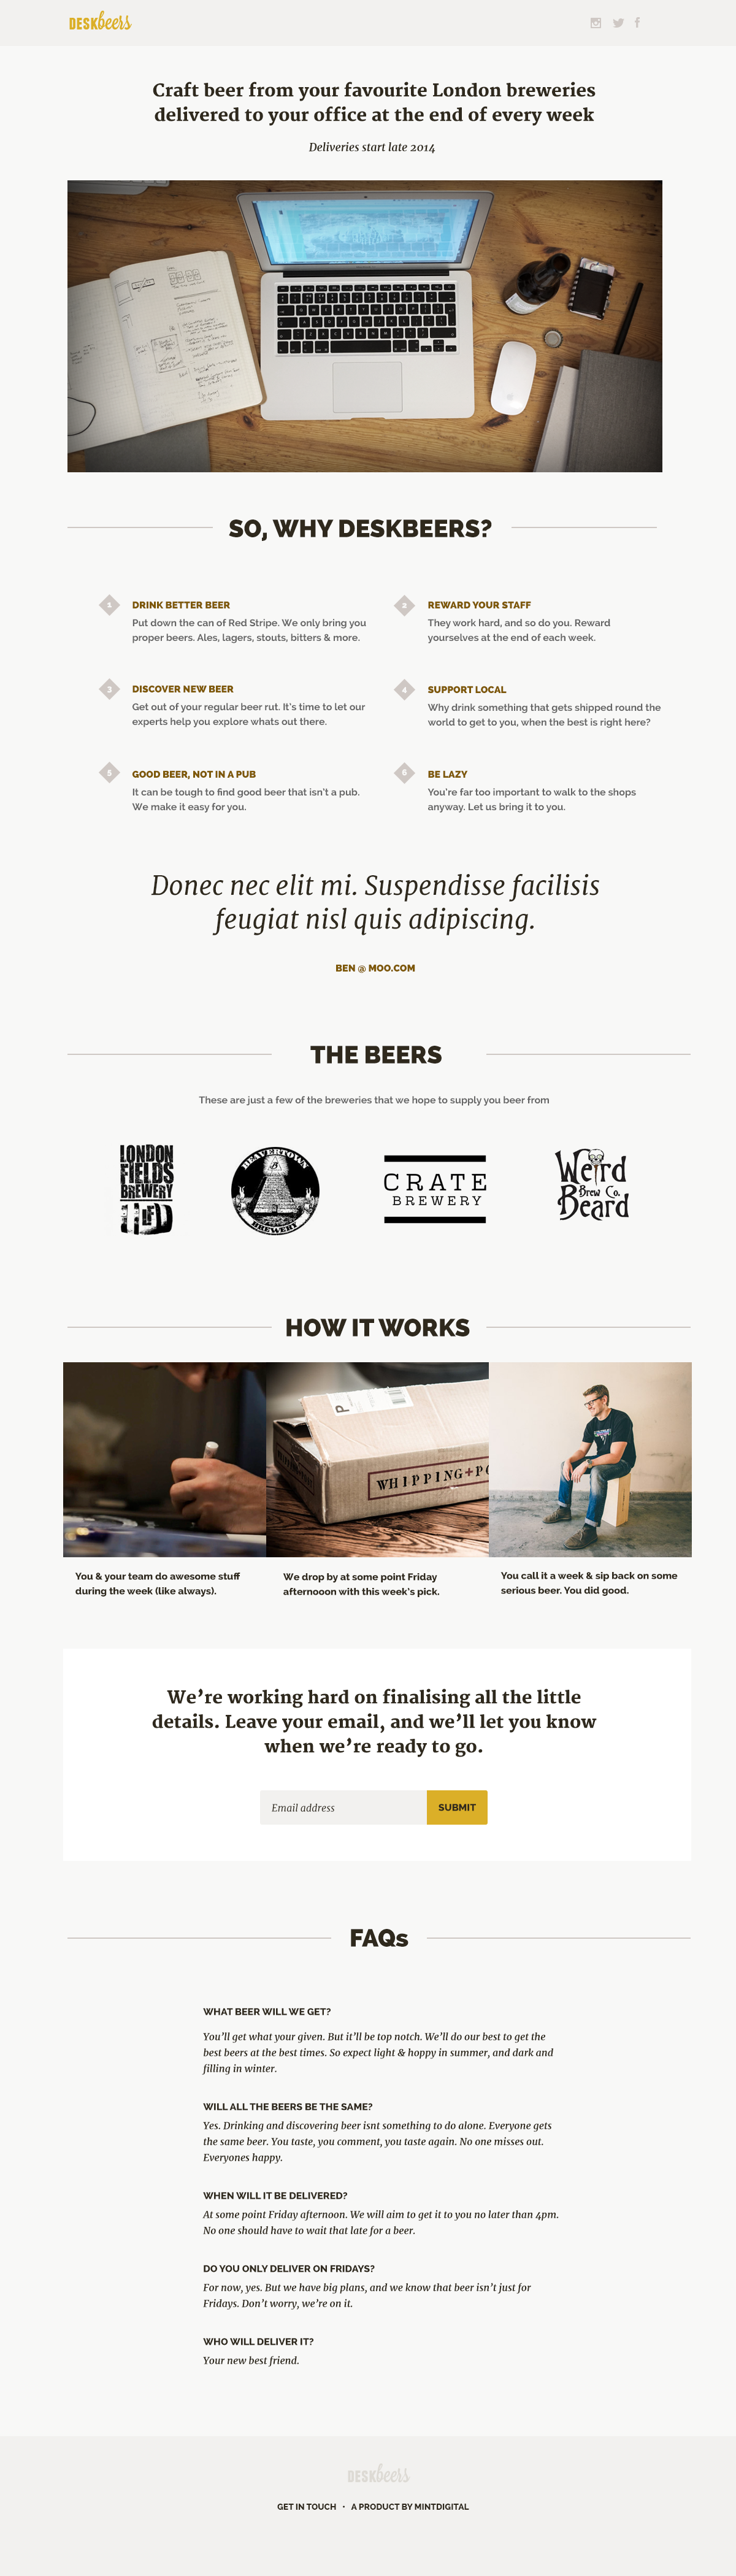 DESKbeers
Craft beer from your favourite London breweries
delivered to your office at the end of every week
Deliveries start late 2014
SO, WHY DESKBEERS?
1
DRINK BETTER BEER
Put down the can of Red Stripe. We only bring you
proper beers. Ales, lagers, stouts, bitters & more.
2
REWARD YOUR STAFF
They work hard, and so do you. Reward
yourselves at the end of each week.
3
DISCOVER NEW BEER
Get out of your regular beer rut. It's time to let our
experts help you explore whats out there.
4
SUPPORT LOCAL
Why drink something that gets shipped round the
world to get to you, when the best is right here?
5
GOOD BEER, NOT IN A PUB
It can be tough to find good beer that isn't a pub.
We make it easy for you.
6
BE LAZY
You're far too important to walk to the shops
anyway. Let us bring it to you.
Donec nec elit mi. Suspendisse facilisis
feugiat nisl quis adipiscing.
BEN @ MOO.COM
THE BEERS
These are just a few of the breweries that we hope to supply you beer from
LONDON
FIELDS
BREWERY
LFB
BEAVERTOWN
B
BREWERY
CRATE
BREWERY
Weird
Brew Co.
Beard
HOW IT WORKS
P
WHIPPING+PO
You & your team do awesome stuff
during the week (like always).
We drop by at some point Friday
afternooon with this week's pick.
You call it a week & sip back on some
serious beer. You did good.
We're working hard on finalising all the little
details. Leave your email, and we'll let you know
when we're ready to go.
Email address
SUBMIT
FAQs
WHAT BEER WILL WE GET?
You'll get what your given. But it'll be top notch. We'll do our best to get the
best beers at the best times. So expect light & hoppy in summer, and dark and
filling in winter.
WILL ALL THE BEERS BE THE SAME?
Yes. Drinking and discovering beer isnt something to do alone. Everyone gets
the same beer. You taste, you comment, you taste again. No one misses out.
Everyones happy.
WHEN WILL IT BE DELIVERED?
At some point Friday afternoon. We will aim to get it to you no later than 4pm.
No one should have to wait that late for a beer.
DO YOU ONLY DELIVER ON FRIDAYS?
For now, yes. But we have big plans, and we know that beer isn't just for
Fridays. Don't worry, we're on it.
WHO WILL DELIVER IT?
Your new best friend.
DESKbeers
GET IN TOUCH • A PRODUCT BY MINTDIGITAL